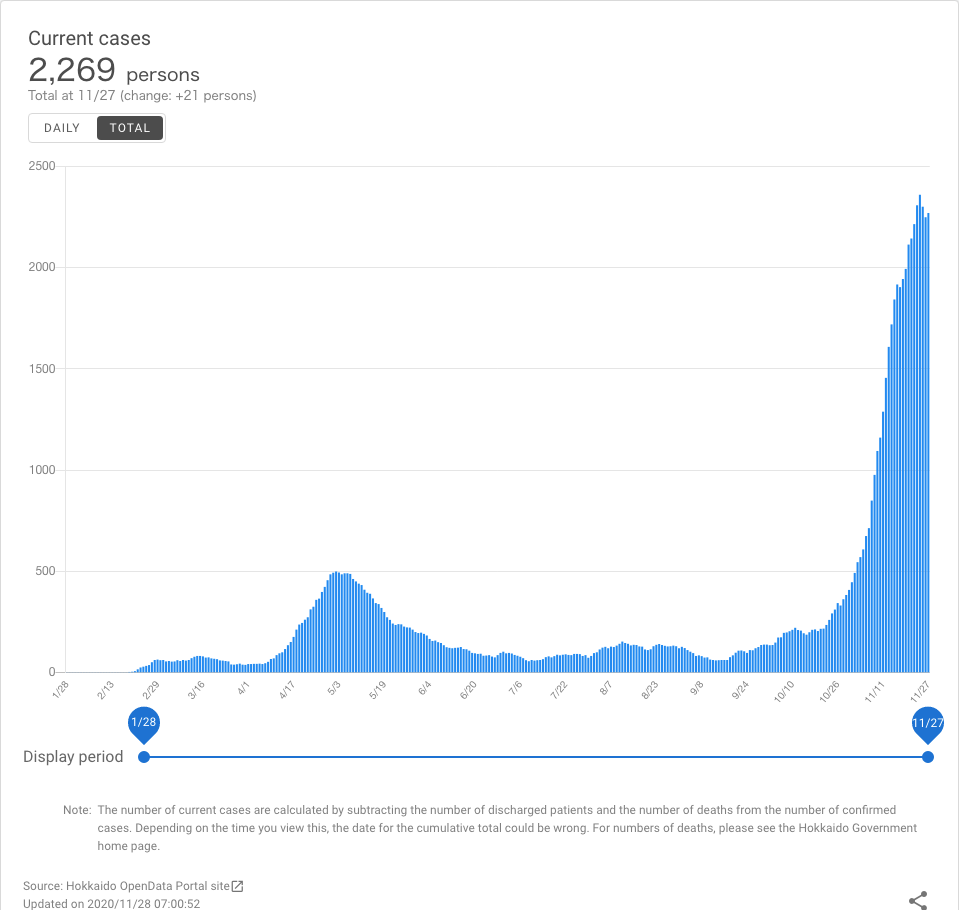 Current cases
2,269 persons
Total at 11/27 (change: +21 persons)
DAILY TOTAL
2500
2000
1500
1000
500
0
1/28 2/13 2/29 3/16 4/1 4/17 5/3 5/19 6/4 6/20 7/6 7/22 8/7 8/23 9/8 9/24 10/10 10/26 11/11 11/27
1/28 11/27
Display period
Note: The number of current cases are calculated by subtracting the number of discharged patients and the number of deaths from the number of confirmed
cases. Depending on the time you view this, the date for the cumulative total could be wrong. For numbers of deaths, please see the Hokkaido Government
home page.
Source: Hokkaido OpenData Portal site
Updated on 2020/11/28 07:00:52